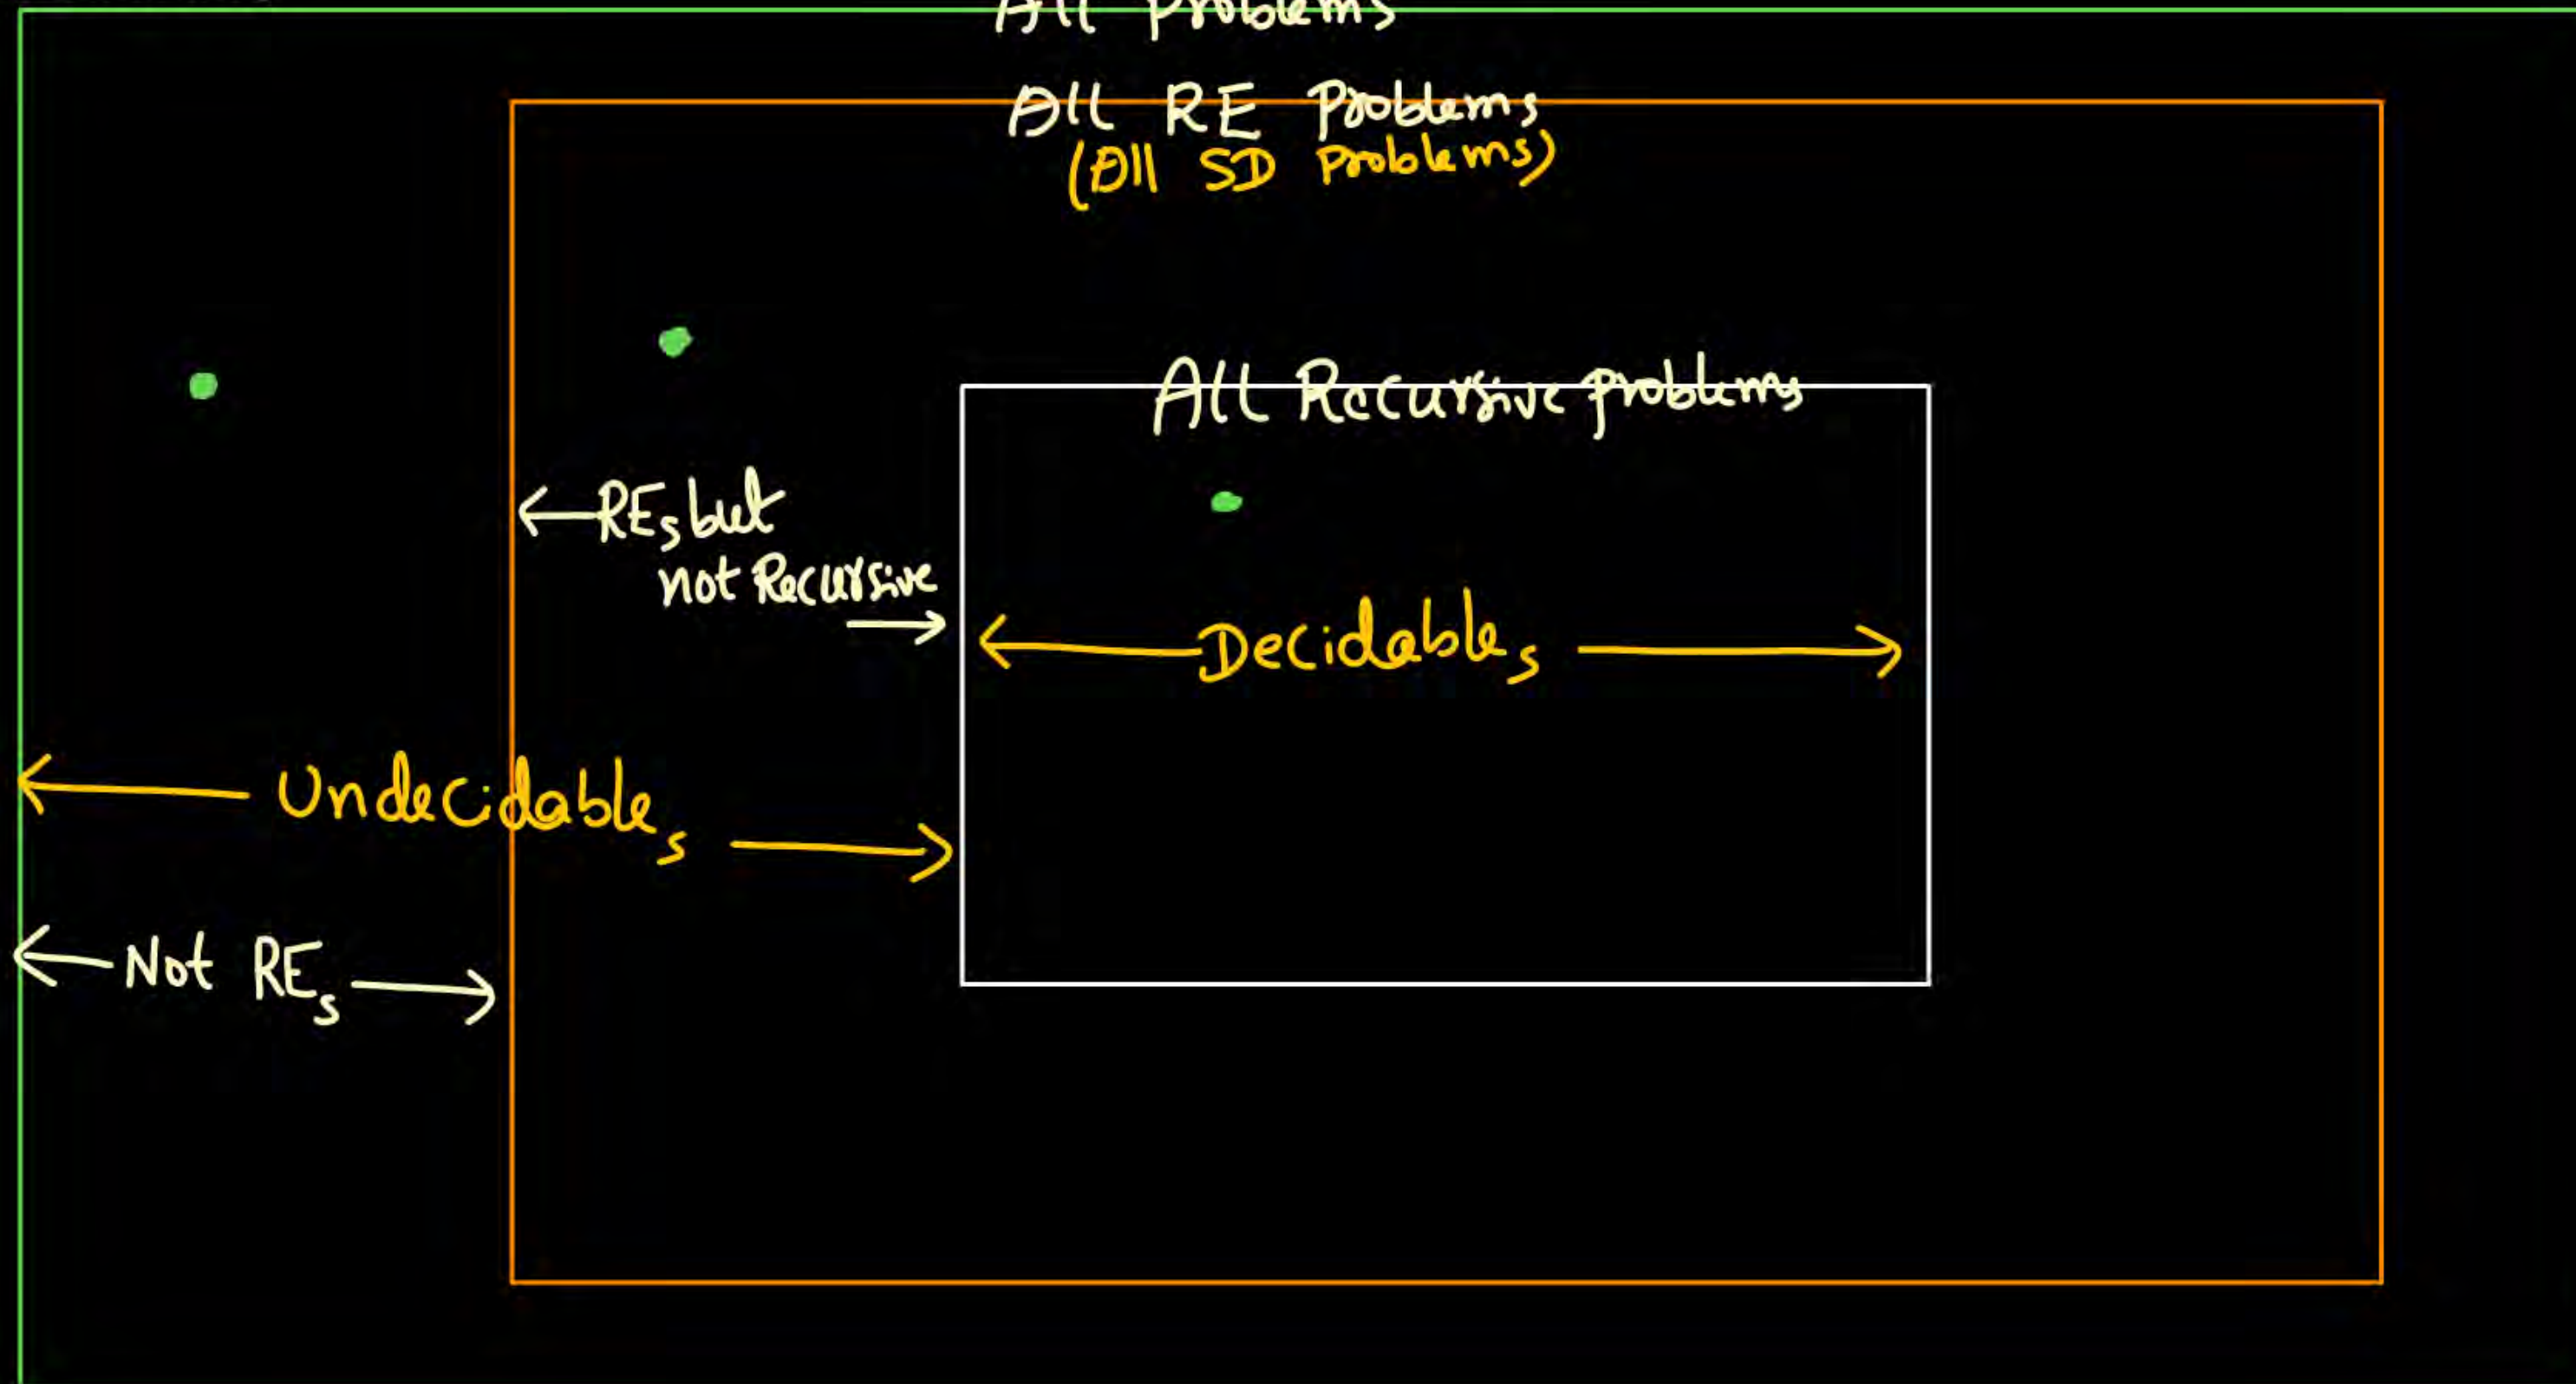 All Problems
All RE Problems
(All SD Problems)
All Recursive problems
←REs but
not Recursive
→
← Decidables →
← Undecidables →
← Not REs →